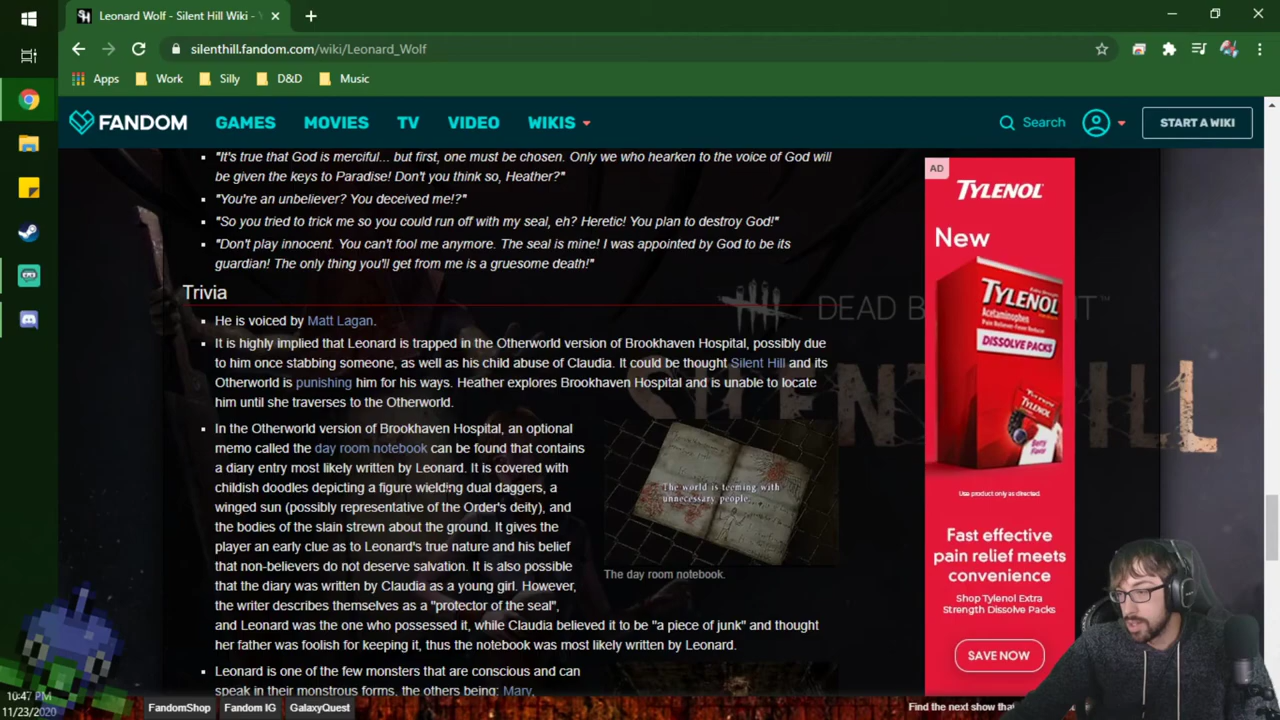 Leonard Wolf - Silent Hill Wiki -
silenthill.fandom.com/wiki/Leonard_Wolf
Apps Work Silly D&D Music
FANDOM GAMES MOVIES TV VIDEO WIKIS Search START A WIKI
"It's true that God is merciful... but first, one must be chosen. Only we who hearken to the voice of God will
be given the keys to Paradise! Don't you think so, Heather?"
"You're an unbeliever? You deceived me!?"
"So you tried to trick me so you could run off with my seal, eh? Heretic! You plan to destroy God!"
"Don't play innocent. You can't fool me anymore. The seal is mine! I was appointed by God to be its
guardian! The only thing you'll get from me is a gruesome death!"
Trivia
He is voiced by Matt Lagan.
It is highly implied that Leonard is trapped in the Otherworld version of Brookhaven Hospital, possibly due
to him once stabbing someone, as well as his child abuse of Claudia. It could be thought Silent Hill and its
Otherworld is punishing him for his ways. Heather explores Brookhaven Hospital and is unable to locate
him until she traverses to the Otherworld.
In the Otherworld version of Brookhaven Hospital, an optional
memo called the day room notebook can be found that contains
a diary entry most likely written by Leonard. It is covered with
childish doodles depicting a figure wielding dual daggers, a
winged sun (possibly representative of the Order's deity), and
the bodies of the slain strewn about the ground. It gives the
player an early clue as to Leonard's true nature and his belief
that non-believers do not deserve salvation. It is also possible
that the diary was written by Claudia as a young girl. However,
the writer describes themselves as a "protector of the seal",
and Leonard was the one who possessed it, while Claudia believed it to be "a piece of junk" and thought
her father was foolish for keeping it, thus the notebook was most likely written by Leonard.
Leonard is one of the few monsters that are conscious and can
speak in their monstrous forms, the others being: Mary,
The world is teeming with
unnecessary people...
The day room notebook.
DEAD B
SILENT HILL
AD
TYLENOL
New
TYLENOL
Acetaminophen
Pain Reliever-Fever Reducer
DISSOLVE PACKS
Berry
Flavor
Use product only as directed.
Fast effective
pain relief meets
convenience
Shop Tylenol Extra
Strength Dissolve Packs
SAVE NOW
10:47 PM
11/23/2020
FandomShop Fandom IG GalaxyQuest
Find the next show that